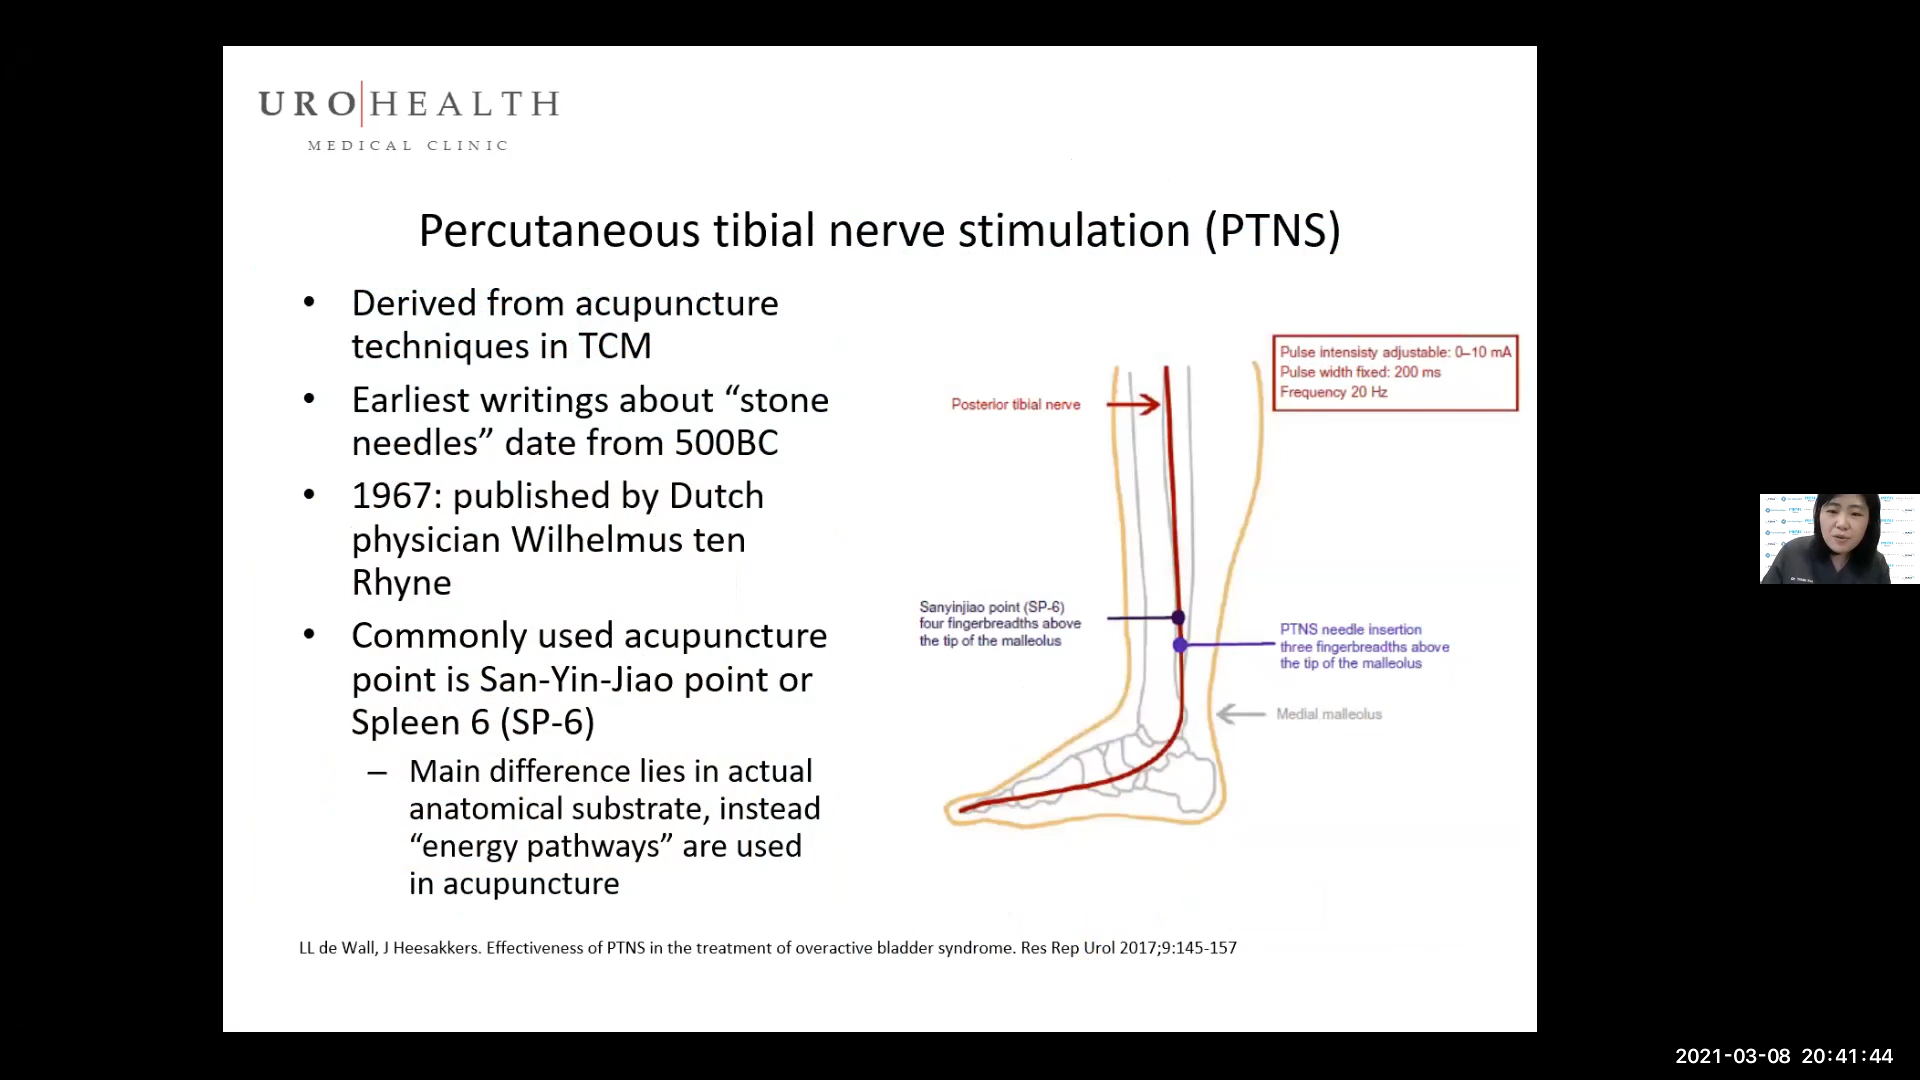 URO|HEALTH
MEDICAL CLINIC
Percutaneous tibial nerve stimulation (PTNS)
• Derived from acupuncture
techniques in TCM
• Earliest writings about “stone
needles” date from 500BC
• 1967: published by Dutch
physician Wilhelmus ten
Rhyne
• Commonly used acupuncture
point is San-Yin-Jiao point or
Spleen 6 (SP-6)
– Main difference lies in actual
anatomical substrate, instead
“energy pathways” are used
in acupuncture
Pulse intensisty adjustable: 0–10 mA
Pulse width fixed: 200 ms
Frequency 20 Hz
Posterior tibial nerve
Sanyinjiao point (SP-6)
four fingerbreadths above
the tip of the malleolus
PTNS needle insertion
three fingerbreadths above
the tip of the malleolus
Medial malleolus
LL de Wall, J Heesakkers. Effectiveness of PTNS in the treatment of overactive bladder syndrome. Res Rep Urol 2017;9:145-157
2021-03-08 20:41:44